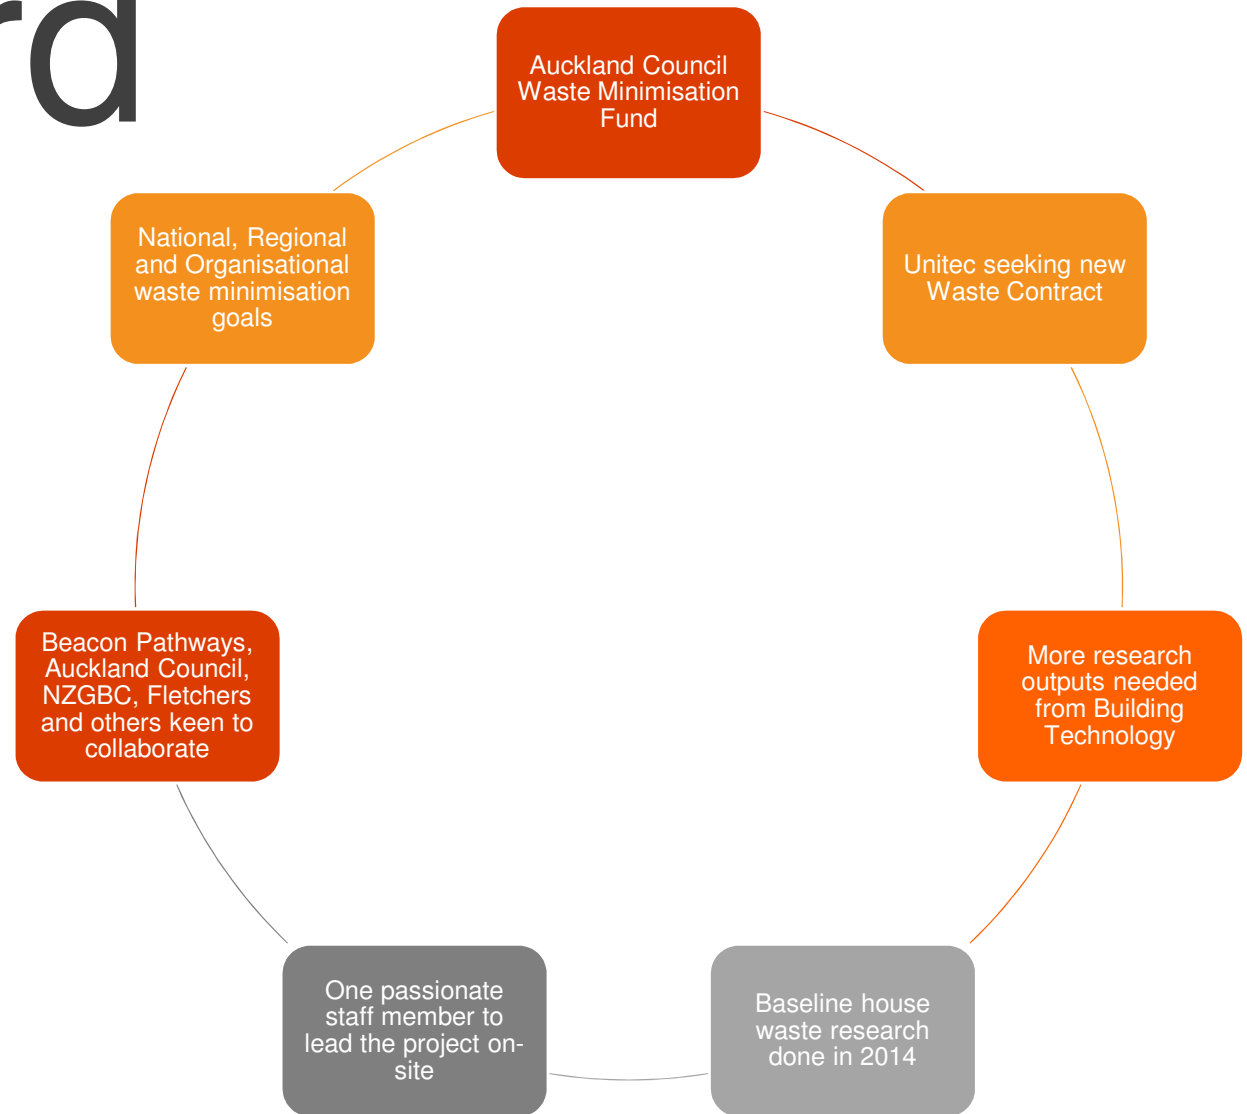 rd
Auckland Council
Waste Minimisation
Fund
National, Regional
and Organisational
waste minimisation
goals
Unitec seeking new
Waste Contract
Beacon Pathways,
Auckland Council,
NZGBC, Fletchers
and others keen to
collaborate
More research
outputs needed
from Building
Technology
One passionate
staff member to
lead the project on-
site
Baseline house
waste research
done in 2014